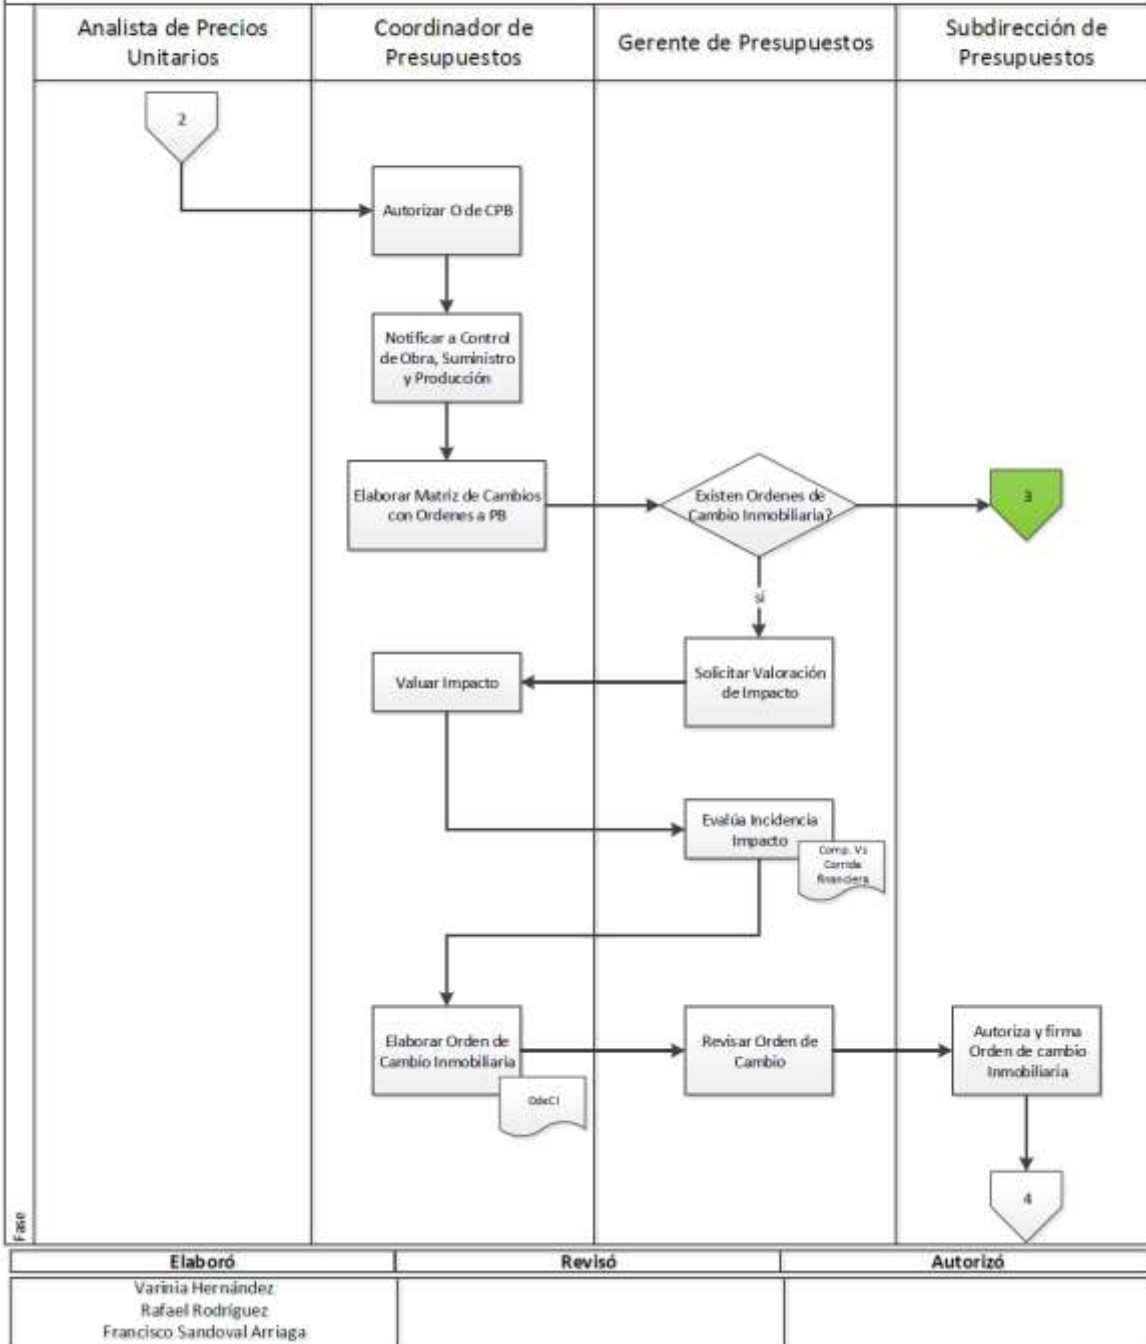 Analista de Precios
Unitarios
Coordinador de
Presupuestos
Gerente de Presupuestos
Subdirección de
Presupuestos
2
Autorizar O de CPB
Notificar a Control
de Obra, Suministro
y Producción
Elaborar Matriz de Cambios
con Ordenes a PB
Existen Ordenes de
Cambio Inmobiliaria?
3
si
Solicitar Valoración
de Impacto
Valuar Impacto
Evalúa Incidencia
Impacto
Comp. Vs
Corrida
financiera
Elaborar Orden de
Cambio Inmobiliaria
OdeCI
Revisar Orden de
Cambio
Autoriza y firma
Orden de cambio
Inmobiliaria
4
Fase
Elaboró
Revisó
Autorizó
Varinia Hernández
Rafael Rodríguez
Francisco Sandoval Arriaga